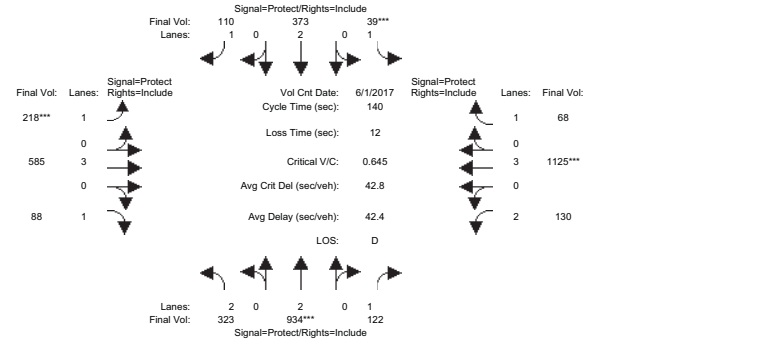 Signal=Protect/Rights=Include
Final Vol: 110 373 39***
Lanes: 1 0 2 0 1
Signal=Protect Signal=Protect
Final Vol: Lanes: Rights=Include Vol Cnt Date: 6/1/2017 Rights=Include Lanes: Final Vol:
Cycle Time (sec): 140
218*** 1 1 68
Loss Time (sec): 12
0 0
585 3 Critical V/C: 0.645 3 1125***
0 Avg Crit Del (sec/veh): 42.8 0
88 1 Avg Delay (sec/veh): 42.4 2 130
LOS: D
Lanes: 2 0 2 0 1
Final Vol: 323 934*** 122
Signal=Protect/Rights=Include